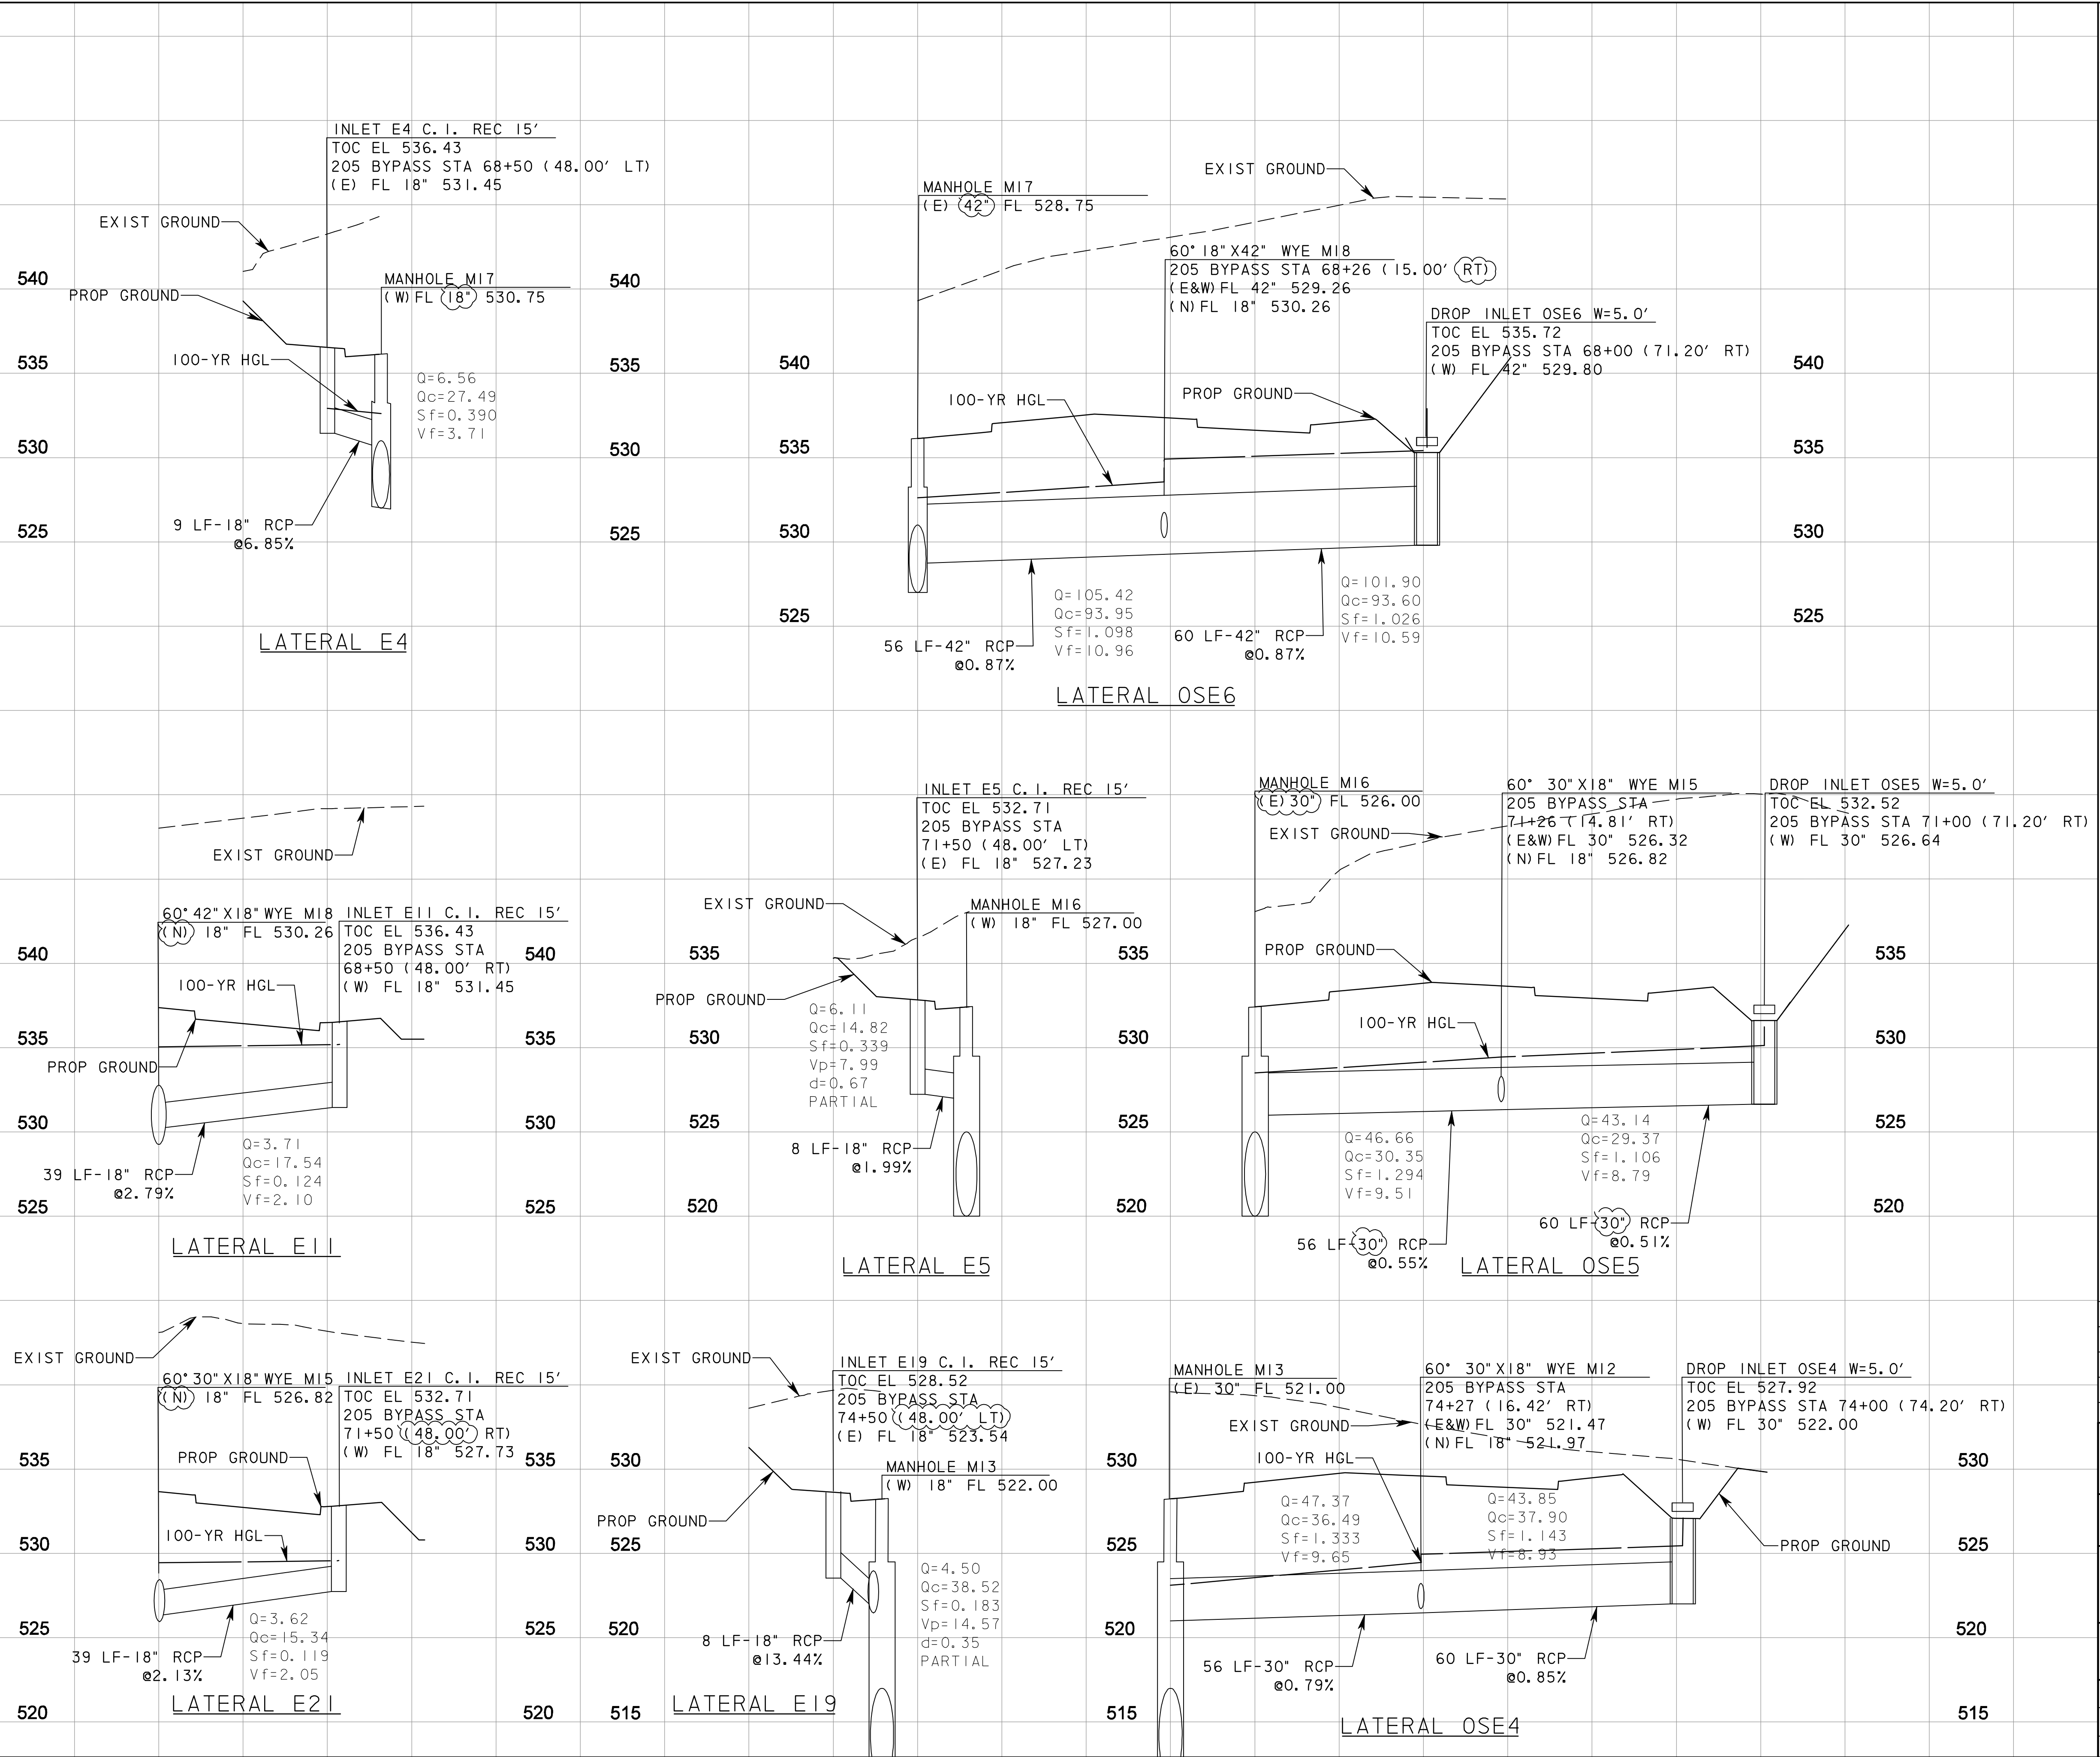 INLET E4 C.I. REC 15'
TOC EL 536.43
205 BYPASS STA 68+50 (48.00' LT)
(E) FL 18" 531.45
EXIST GROUND
MANHOLE M17
(W)FL 18" 530.75
PROP GROUND
100-YR HGL
Q=6.56
Qc=27.49
Sf=0.390
Vf=3.71
9 LF-18" RCP
@6.85%
540
535
530
525
540
535
530
525
LATERAL E4
MANHOLE M17
(E) 42" FL 528.75
EXIST GROUND
60° 18"X42" WYE M18
205 BYPASS STA 68+26 (15.00' RT)
(E&W)FL 42" 529.26
(N)FL 18" 530.26
DROP INLET OSE6 W=5.0'
TOC EL 535.72
205 BYPASS STA 68+00 (71.20' RT)
(W) FL 42" 529.80
100-YR HGL
PROP GROUND
540
535
530
525
540
535
530
525
Q=105.42
Qc=93.95
Sf=1.098
Vf=10.96
56 LF-42" RCP
@0.87%
Q=101.90
Qc=93.60
Sf=1.026
Vf=10.59
60 LF-42" RCP
@0.87%
LATERAL OSE6
EXIST GROUND
60° 42"X18" WYE M18
(N) 18" FL 530.26
INLET E11 C.I. REC 15'
TOC EL 536.43
205 BYPASS STA
68+50 (48.00' RT)
(W) FL 18" 531.45
100-YR HGL
PROP GROUND
540
535
530
525
540
535
530
525
Q=3.71
Qc=17.54
Sf=0.124
Vf=2.10
39 LF-18" RCP
@2.79%
LATERAL E11
INLET E5 C.I. REC 15'
TOC EL 532.71
205 BYPASS STA
71+50 (48.00' LT)
(E) FL 18" 527.23
EXIST GROUND
MANHOLE M16
(W) 18" FL 527.00
PROP GROUND
535
530
525
520
535
530
525
520
Q=6.11
Qc=14.82
Sf=0.339
Vp=7.99
d=0.67
PARTIAL
8 LF-18" RCP
@1.99%
LATERAL E5
MANHOLE M16
(E) 30" FL 526.00
EXIST GROUND
60° 30"X18" WYE M15
205 BYPASS STA
71+26 (14.81' RT)
(E&W)FL 30" 526.32
(N)FL 18" 526.82
DROP INLET OSE5 W=5.0'
TOC EL 532.52
205 BYPASS STA 71+00 (71.20' RT)
(W) FL 30" 526.64
PROP GROUND
100-YR HGL
535
530
525
520
Q=46.66
Qc=30.35
Sf=1.294
Vf=9.51
56 LF-30" RCP
@0.55%
Q=43.14
Qc=29.37
Sf=1.106
Vf=8.79
60 LF-30" RCP
@0.51%
LATERAL OSE5
EXIST GROUND
60° 30"X18" WYE M15
(N) 18" FL 526.82
INLET E21 C.I. REC 15'
TOC EL 532.71
205 BYPASS STA
71+50 (48.00' RT)
(W) FL 18" 527.73
PROP GROUND
100-YR HGL
535
530
525
520
535
530
525
520
Q=3.62
Qc=15.34
Sf=0.119
Vf=2.05
39 LF-18" RCP
@2.13%
LATERAL E21
EXIST GROUND
INLET E19 C.I. REC 15'
TOC EL 528.52
205 BYPASS STA
74+50 (48.00' LT)
(E) FL 18" 523.54
MANHOLE M13
(W) 18" FL 522.00
PROP GROUND
530
525
520
515
530
525
520
515
Q=4.50
Qc=38.52
Sf=0.183
Vp=14.57
d=0.35
PARTIAL
8 LF-18" RCP
@13.44%
LATERAL E19
MANHOLE M13
(E) 30" FL 521.00
EXIST GROUND
60° 30"X18" WYE M12
205 BYPASS STA
74+27 (16.42' RT)
(E&W)FL 30" 521.47
(N)FL 18" 521.97
DROP INLET OSE4 W=5.0'
TOC EL 527.92
205 BYPASS STA 74+00 (74.20' RT)
(W) FL 30" 522.00
100-YR HGL
Q=47.37
Qc=36.49
Sf=1.333
Vf=9.65
Q=43.85
Qc=37.90
Sf=1.143
Vf=8.93
PROP GROUND
530
525
520
515
56 LF-30" RCP
@0.79%
60 LF-30" RCP
@0.85%
LATERAL OSE4